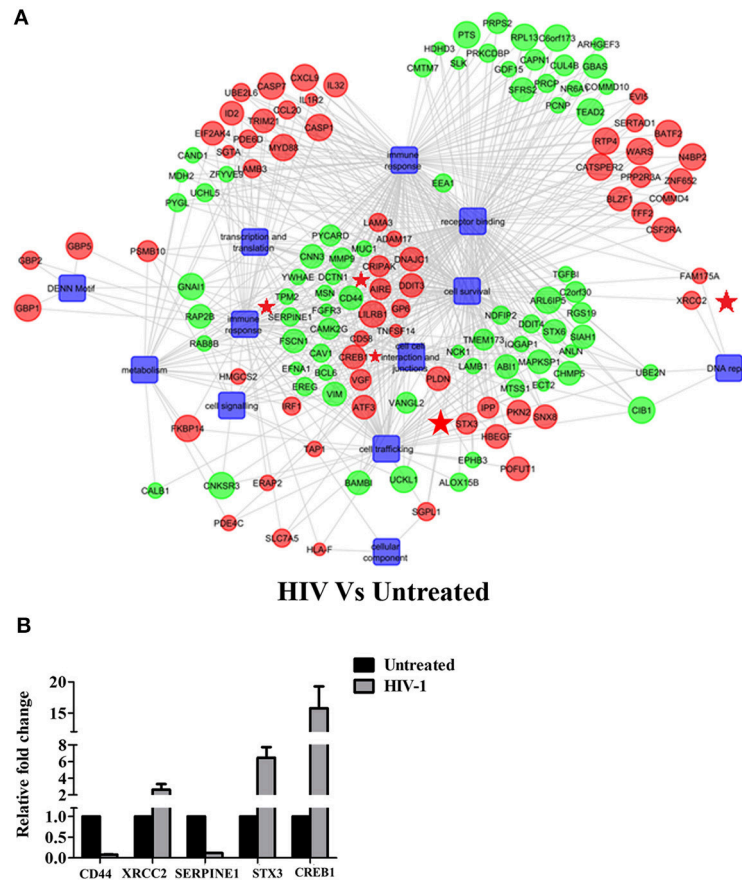 A
PTS
PRPS2
HDHD3
PRKCDBP
RPL13
C6orf173
ARHGEF3
CMTM7
SLK
CAPN1
CUL4B
GBAS
GDF15
PRCP
NR6A1
COMMD10
SFRS2
PCNP
TEAD2
EVI5
CXCL9
CASP7
IL32
UBE2L6
IL1R2
ID2
CCL20
TRIM21
CASP1
EIF2AK4
PDE6D
MYD88
SGTA
LAMB3
SERTAD1
BATF2
RTP4
WARS
N4BP2
CATSPER2
PPP2R3A
ZNF652
BLZF1
COMMD4
TFF2
CSF2RA
CAND1
ZFYVE9
MDH2
UCHL5
PYGL
immune
response
EEA1
receptor binding
LAMA3
PYCARD
ADAM17
MUC1
transcription and
translation
CNN3
MMP9
CRIPAK
DNAJC1
GBP5
PSMB10
GBP2
DENN Motif
GBP1
GNAI1
YWHAE
DCTN1
AIRE
DDIT3
cell survival
TPM2
MSN
CD44
RAP2B
immune
response
SERPINE1
FGFR3
LILRB1
GP6
RAB8B
CAMK2G
TNFSF14
FSCN1
CD58
TGFBI
C2orf30
ARL6IP5
RGS19
NDFIP2
DDIT4
STX6
SIAH1
TMEM173
IQGAP1
ANLN
FAM175A
XRCC2
metabolism
CAV1
CREB1
cell cell
interaction and
junctions
NCK1
MAPKSP1
LAMB1
ABI1
CHMP5
UBE2N
DNA rep
HMGCS2
EFNA1
BCL6
VGF
PLDN
MTSS1
ECT2
EREG
VIM
cell signalling
IRF1
ATF3
VANGL2
IPP
PKN2
SNX8
CIB1
STX3
HBEGF
FKBP14
TAP1
cell trafficking
EPHB3
POFUT1
CALB1
CNKSR3
ERAP2
BAMBI
UCKL1
ALOX15B
PDE4C
SGPL1
SLC7A5
HLA-F
cellular
component
HIV Vs Untreated
B
Untreated
HIV-1
Relative fold change
20
15
8
6
4
2
1.0
0.5
0.0
CD44 XRCC2 SERPINE1 STX3 CREB1